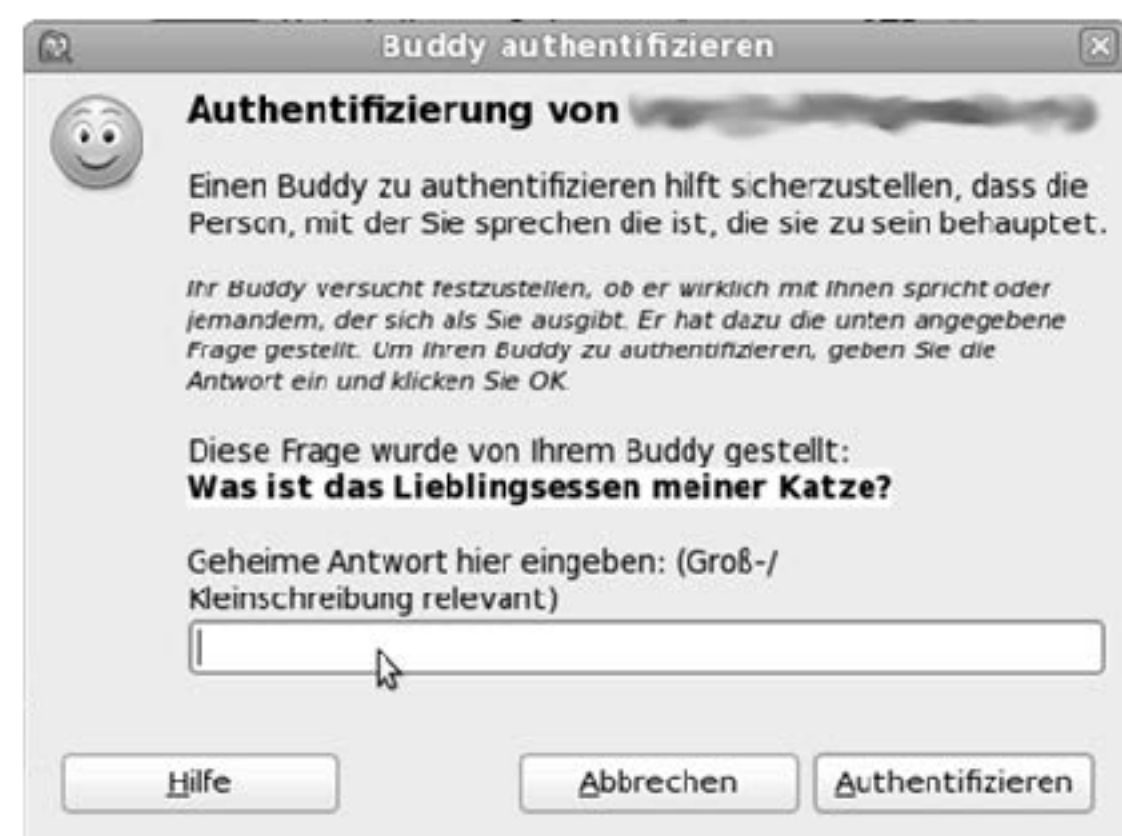 Buddy authentifizieren
Authentifizierung von
Einen Buddy zu authentifizieren hilft sicherzustellen, dass die
Person, mit der Sie sprechen die ist, die sie zu sein behauptet.
Ihr Buddy versucht festzustellen, ob er wirklich mit Ihnen spricht oder
jemandem, der sich als Sie ausgibt. Er hat dazu die unten angegebene
Frage gestellt. Um Ihren Buddy zu authentifizieren, geben Sie die
Antwort ein und klicken Sie OK.
Diese Frage wurde von Ihrem Buddy gestellt:
Was ist das Lieblingsessen meiner Katze?
Geheime Antwort hier eingeben: (Groß-/
Kleinschreibung relevant)
Hilfe
Abbrechen
Authentifizieren